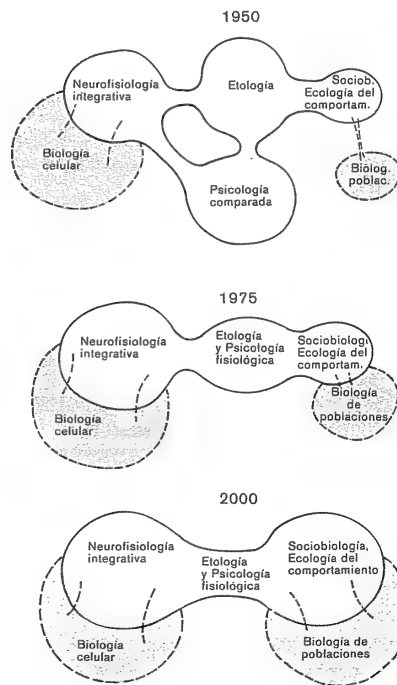 1950
Neurofisiología
integrativa
Etología
Sociob.
Ecología del
comportam.
Biología
celular
Biolog.
poblac.
Psicología
comparada
1975
Neurofisiología
integrativa
Etología
y Psicología
fisiológica
Sociobiolog.
Ecología del
comportam.
Biología
celular
Biología
de
poblaciones
2000
Neurofisiología
integrativa
Etología
y Psicología
fisiológica
Sociobiología,
Ecología del
comportamiento
Biología
celular
Biología de
poblaciones